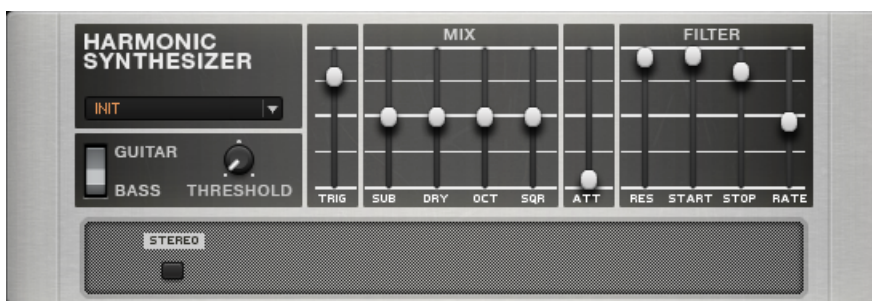 HARMONIC
SYNTHESIZER
INIT
GUITAR
BASS THRESHOLD
TRIG
MIX
SUB DRY OCT SQR
ATT
FILTER
RES START STOP RATE
STEREO